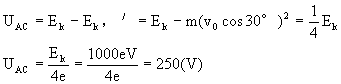 U_AC = E_k − E_k， ′ = E_k − m(v_0 cos 30° )^2 = 1/4 E_k
U_AC = E_k/4e = 1000eV/4e = 250(V)